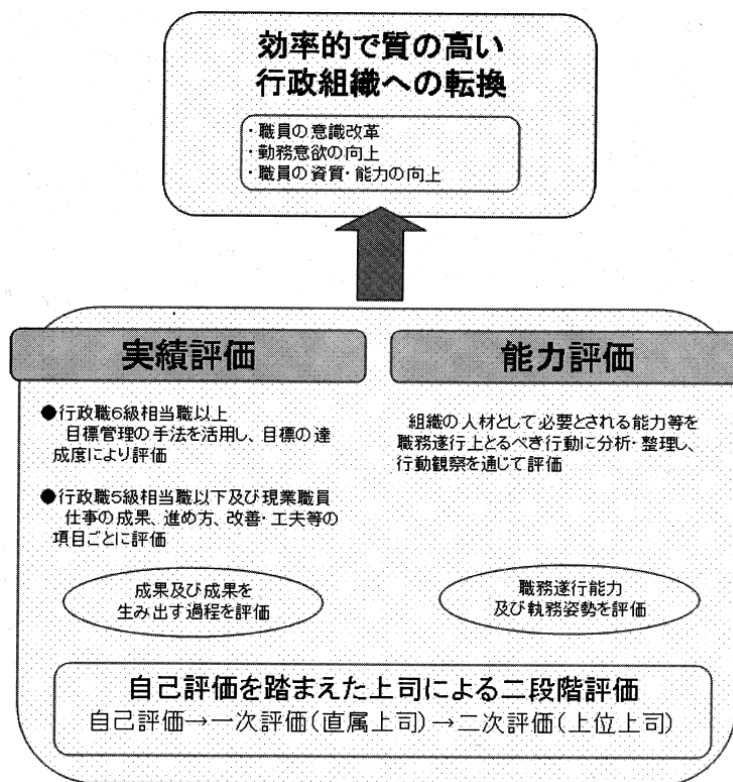 効率的で質の高い
行政組織への転換
・職員の意識改革
・勤務意欲の向上
・職員の資質・能力の向上
実績評価
●行政職6級相当職以上
目標管理の手法を活用し、目標の達
成度により評価
●行政職5級相当職以下及び現業職員
仕事の成果、進め方、改善・工夫等の
項目ごとに評価
成果及び成果を
生み出す過程を評価
能力評価
組織の人材として必要とされる能力等を
職務遂行上とるべき行動に分析・整理し、
行動観察を通じて評価
職務遂行能力
及び執務姿勢を評価
自己評価を踏まえた上司による二段階評価
自己評価→一次評価(直属上司)→二次評価(上位上司)